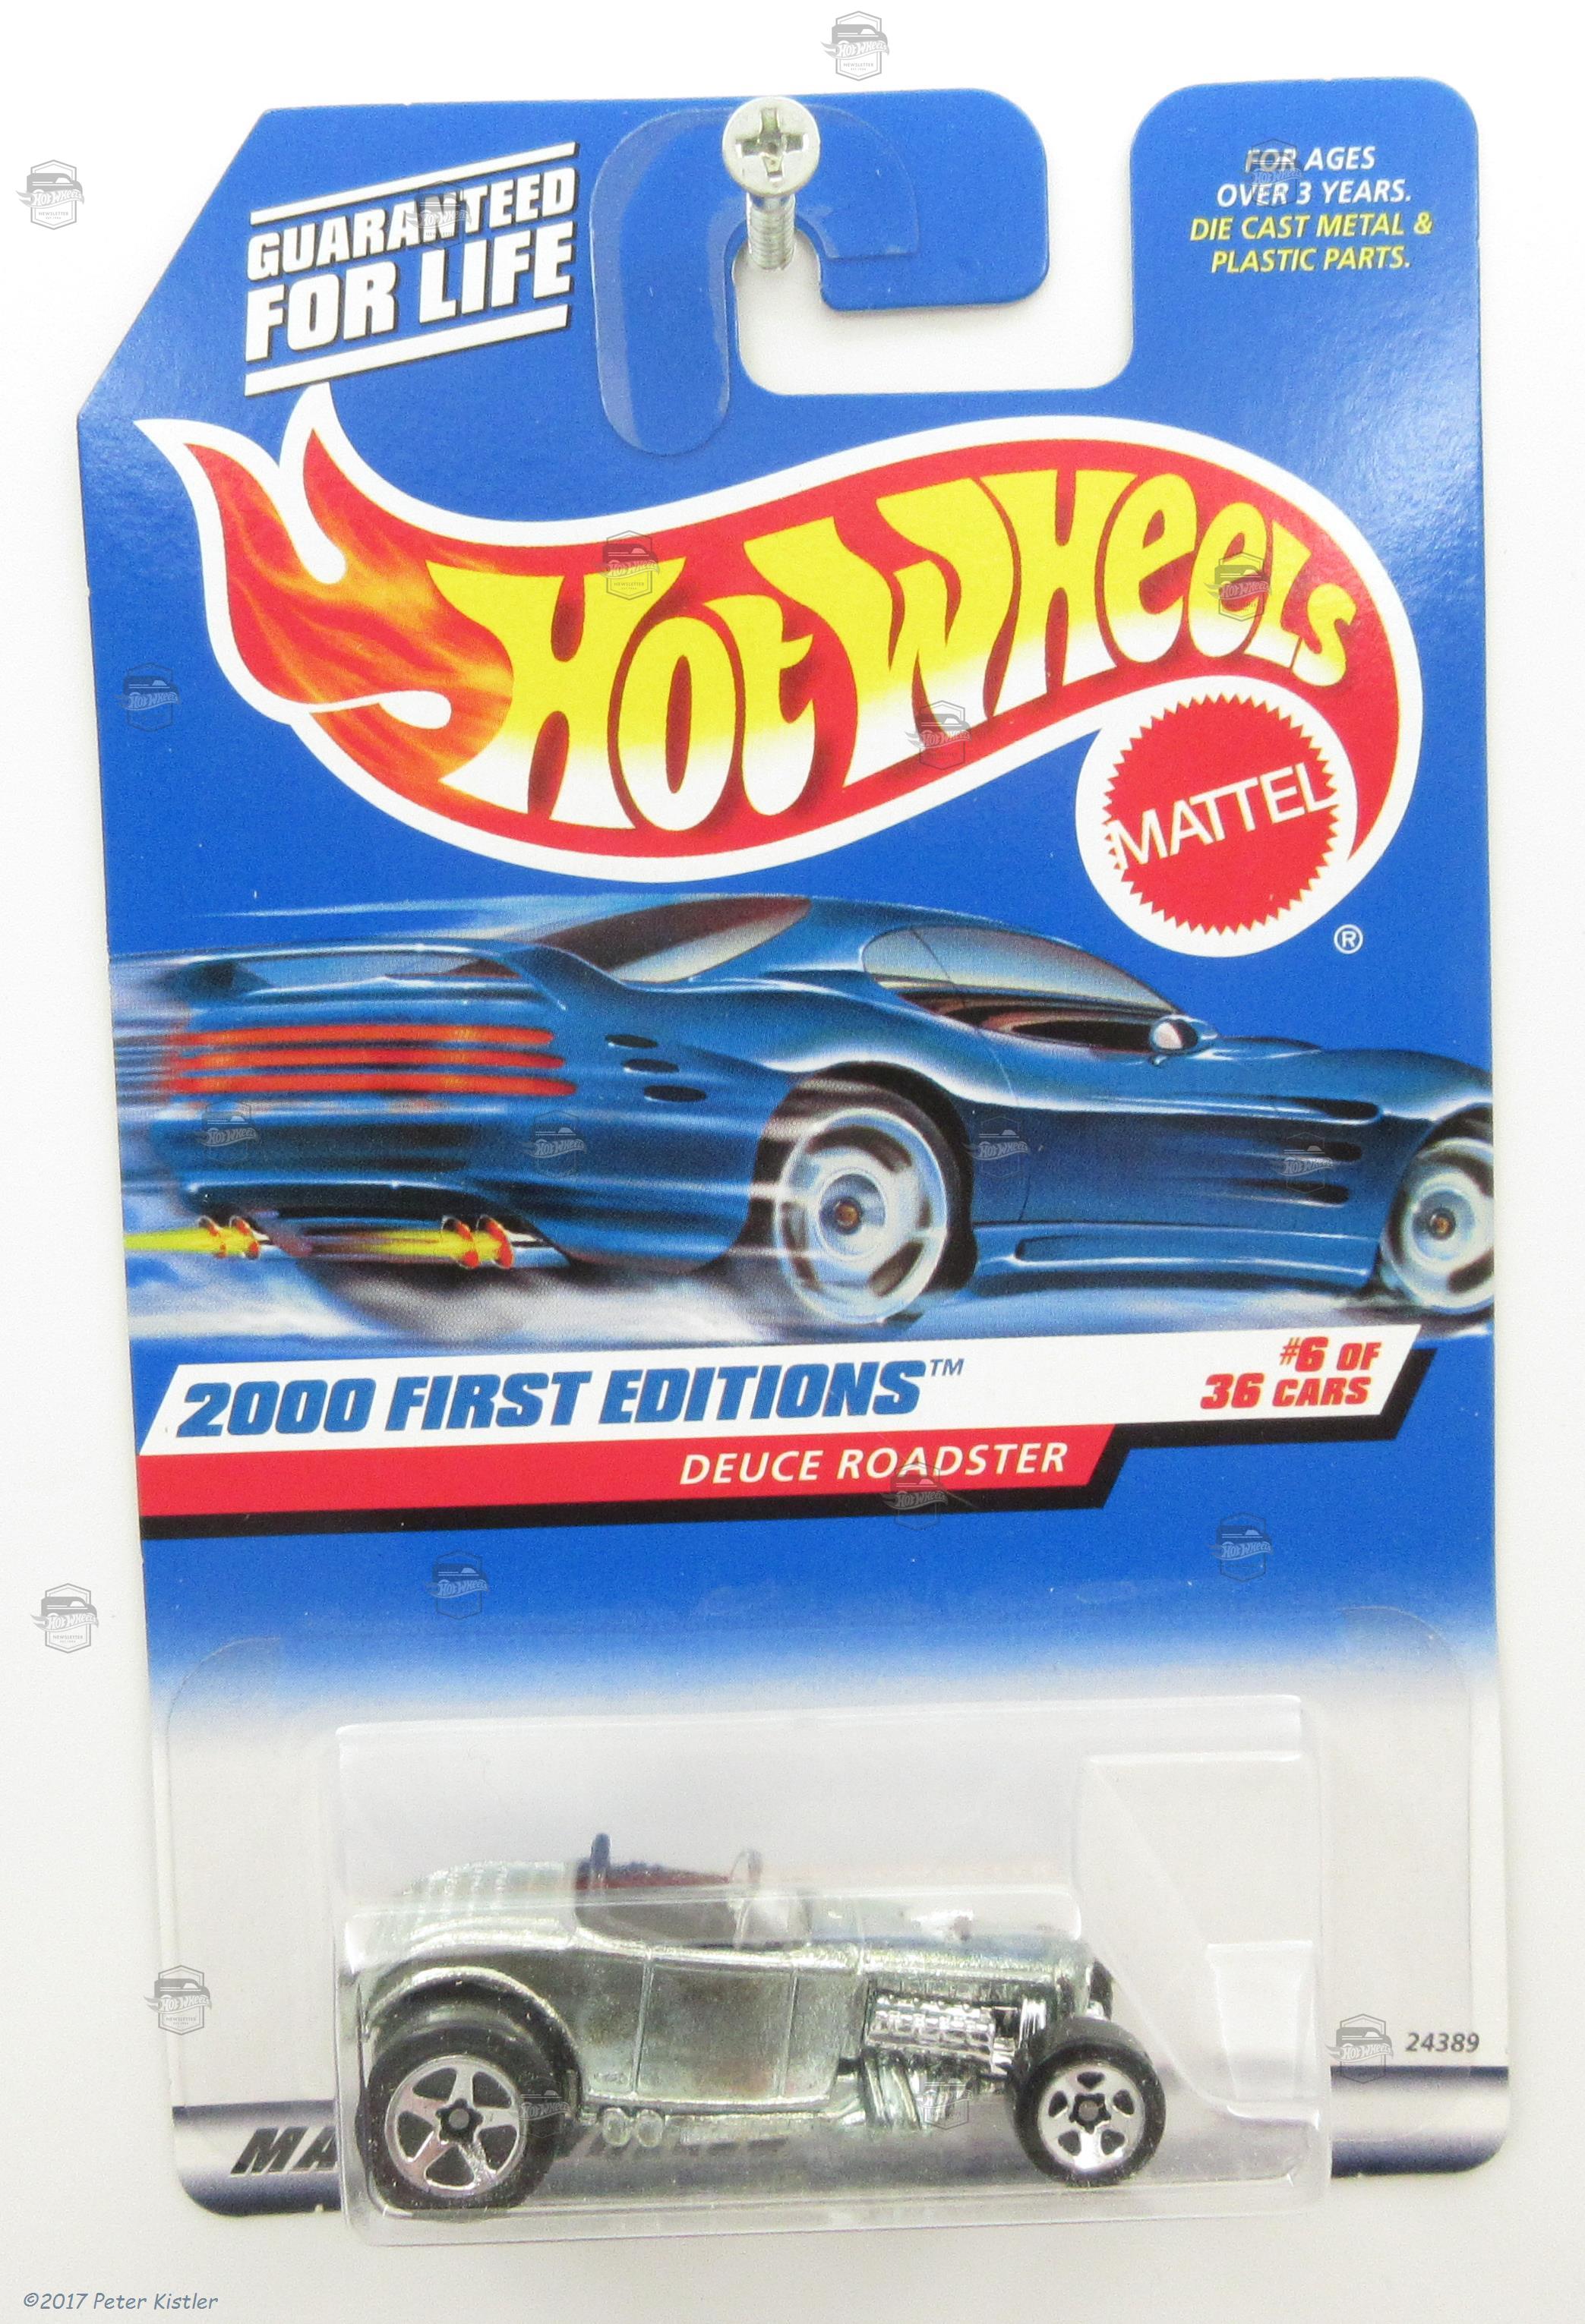 GUARANTEED
FOR LIFE
FOR AGES
OVER 3 YEARS.
DIE CAST METAL &
PLASTIC PARTS.
HOT WHEELS
MATTEL
®
2000 FIRST EDITIONS™
#6 OF
36 CARS
DEUCE ROADSTER
24389
MA
©2017 Peter Kistler